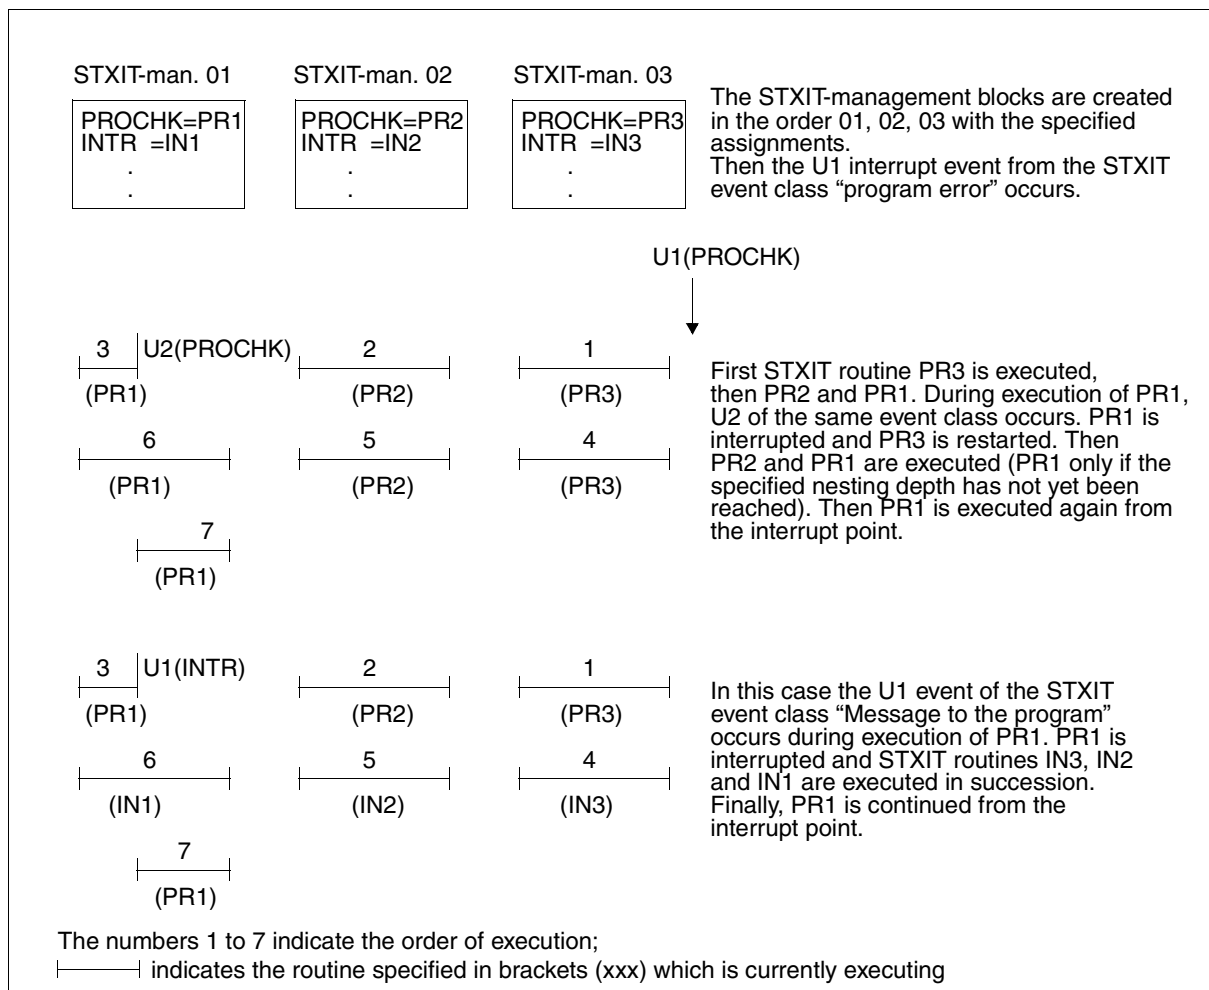 STXIT-man. 01 STXIT-man. 02 STXIT-man. 03
PROCHK=PR1
INTR =IN1
.
.
PROCHK=PR2
INTR =IN2
.
.
PROCHK=PR3
INTR =IN3
.
.
The STXIT-management blocks are created
in the order 01, 02, 03 with the specified
assignments.
Then the U1 interrupt event from the STXIT
event class “program error” occurs.
U1(PROCHK)
3 U2(PROCHK) 2 1
(PR1) (PR2) (PR3)
6 5 4
(PR1) (PR2) (PR3)
7
(PR1)
First STXIT routine PR3 is executed,
then PR2 and PR1. During execution of PR1,
U2 of the same event class occurs. PR1 is
interrupted and PR3 is restarted. Then
PR2 and PR1 are executed (PR1 only if the
specified nesting depth has not yet been
reached). Then PR1 is executed again from
the interrupt point.
3 U1(INTR) 2 1
(PR1) (PR2) (PR3)
6 5 4
(IN1) (IN2) (IN3)
7
(PR1)
In this case the U1 event of the STXIT
event class “Message to the program”
occurs during execution of PR1. PR1 is
interrupted and STXIT routines IN3, IN2
and IN1 are executed in succession.
Finally, PR1 is continued from the
interrupt point.
The numbers 1 to 7 indicate the order of execution;
indicates the routine specified in brackets (xxx) which is currently executing